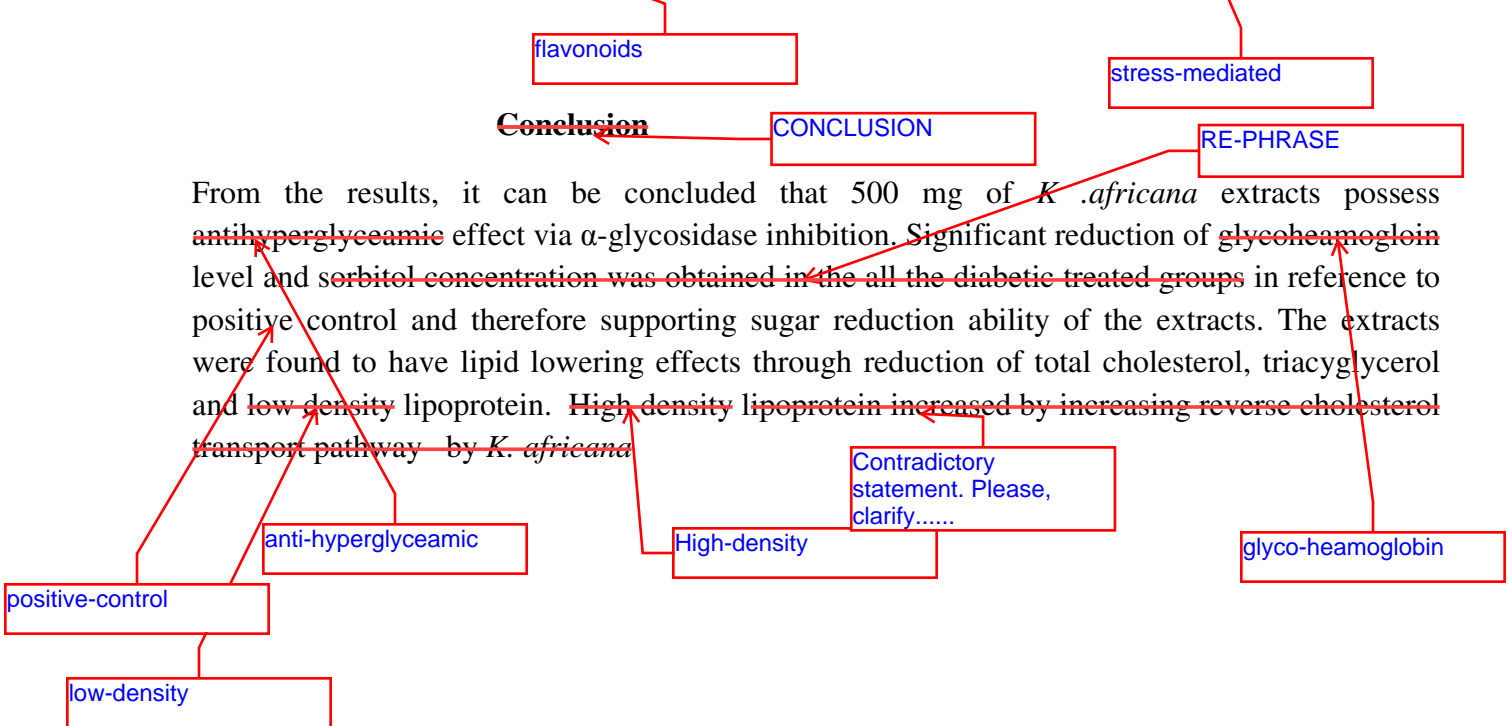 flavonoids
stress-mediated
Conclusion
CONCLUSION
RE-PHRASE
From the results, it can be concluded that 500 mg of K .africana extracts possess
antihyperglyceamic effect via α-glycosidase inhibition. Significant reduction of glycoheamogloin
level and sorbitol concentration was obtained in the all the diabetic treated groups in reference to
positive control and therefore supporting sugar reduction ability of the extracts. The extracts
were found to have lipid lowering effects through reduction of total cholesterol, triacyglycerol
and low density lipoprotein. High density lipoprotein increased by increasing reverse cholesterol
transport pathway by K. africana
Contradictory
statement. Please,
clarify......
anti-hyperglyceamic
High-density
glyco-heamoglobin
positive-control
low-density